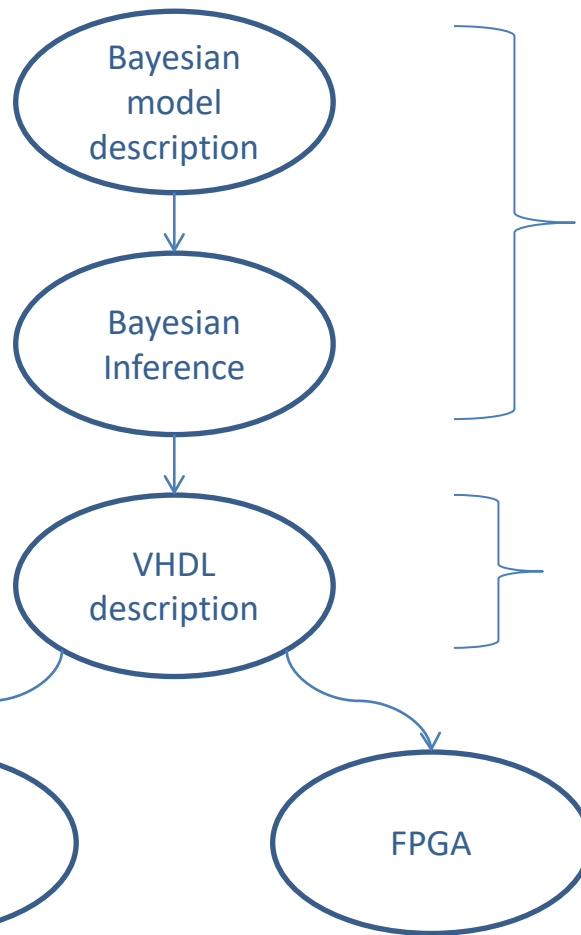 Bayesian
model
description
Bayesian
Inference
VHDL
description
FPGA